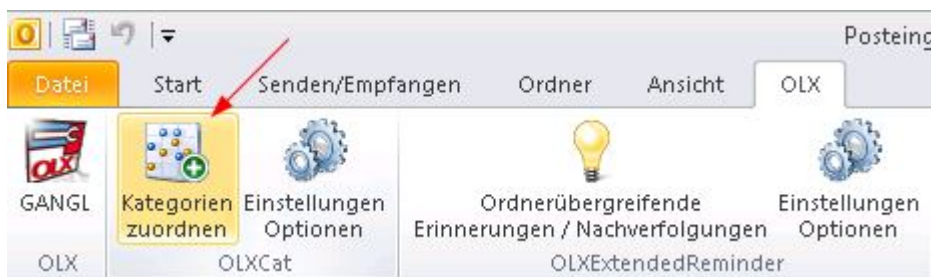 Posteing
Datei Start Senden/Empfangen Ordner Ansicht OLX
OLX
GANGL Kategorien Einstellungen Ordnerübergreifende Einstellungen
zuordnen Optionen Erinnerungen / Nachverfolgungen Optionen
OLX OLXCat OLXExtendedReminder